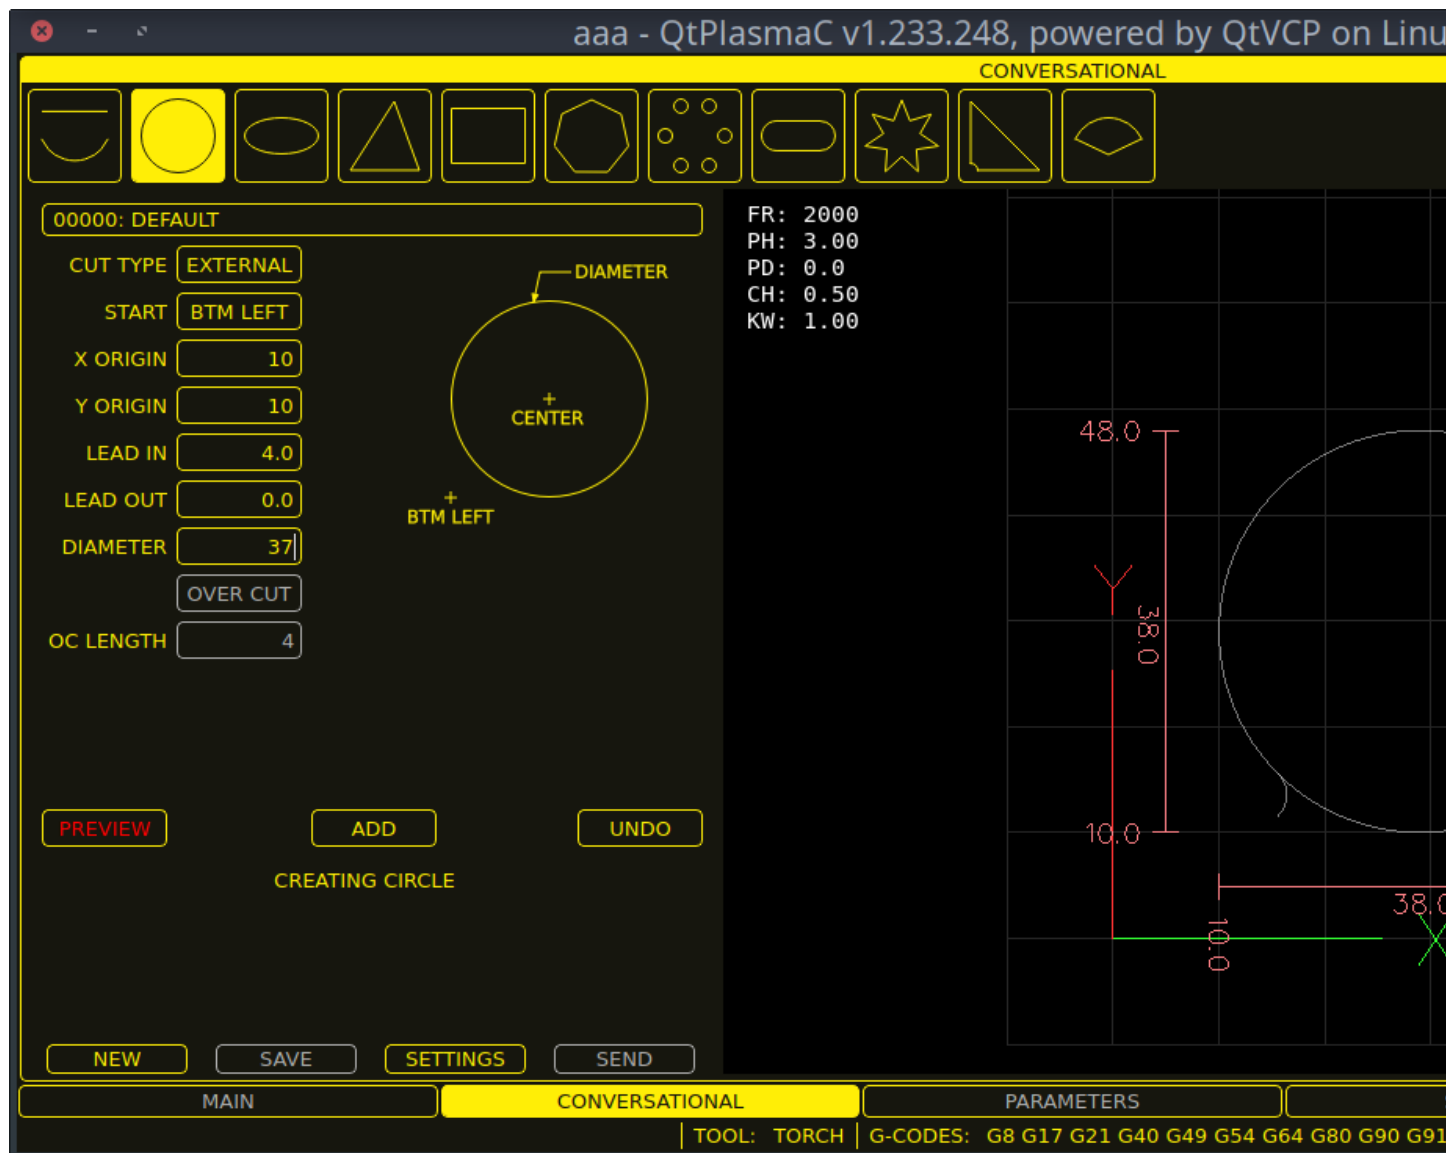 aaa - QtPlasmaC v1.233.248, powered by QtVCP on Linu
CONVERSATIONAL
00000: DEFAULT
CUT TYPE EXTERNAL
START BTM LEFT
X ORIGIN 10
Y ORIGIN 10
LEAD IN 4.0
LEAD OUT 0.0
DIAMETER 37
OVER CUT
OC LENGTH 4
DIAMETER
CENTER
BTM LEFT
PREVIEW ADD UNDO
CREATING CIRCLE
NEW SAVE SETTINGS SEND
FR: 2000
PH: 3.00
PD: 0.0
CH: 0.50
KW: 1.00
48.0
Y
38.0
10.0
38.0
10.0
X
MAIN CONVERSATIONAL PARAMETERS
TOOL: TORCH G-CODES: G8 G17 G21 G40 G49 G54 G64 G80 G90 G91